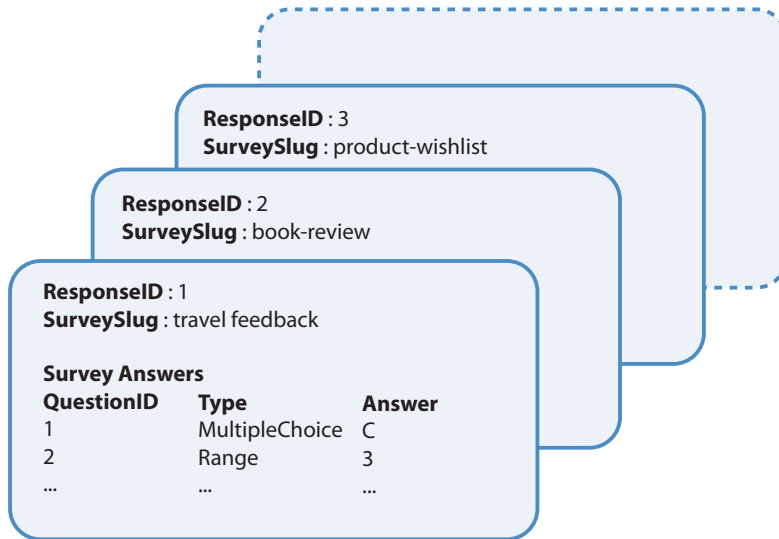 ResponseID : 3
SurveySlug : product-wishlist
ResponseID : 2
SurveySlug : book-review
ResponseID : 1
SurveySlug : travel feedback
Survey Answers
QuestionID Type Answer
1 MultipleChoice C
2 Range 3
... ... ...